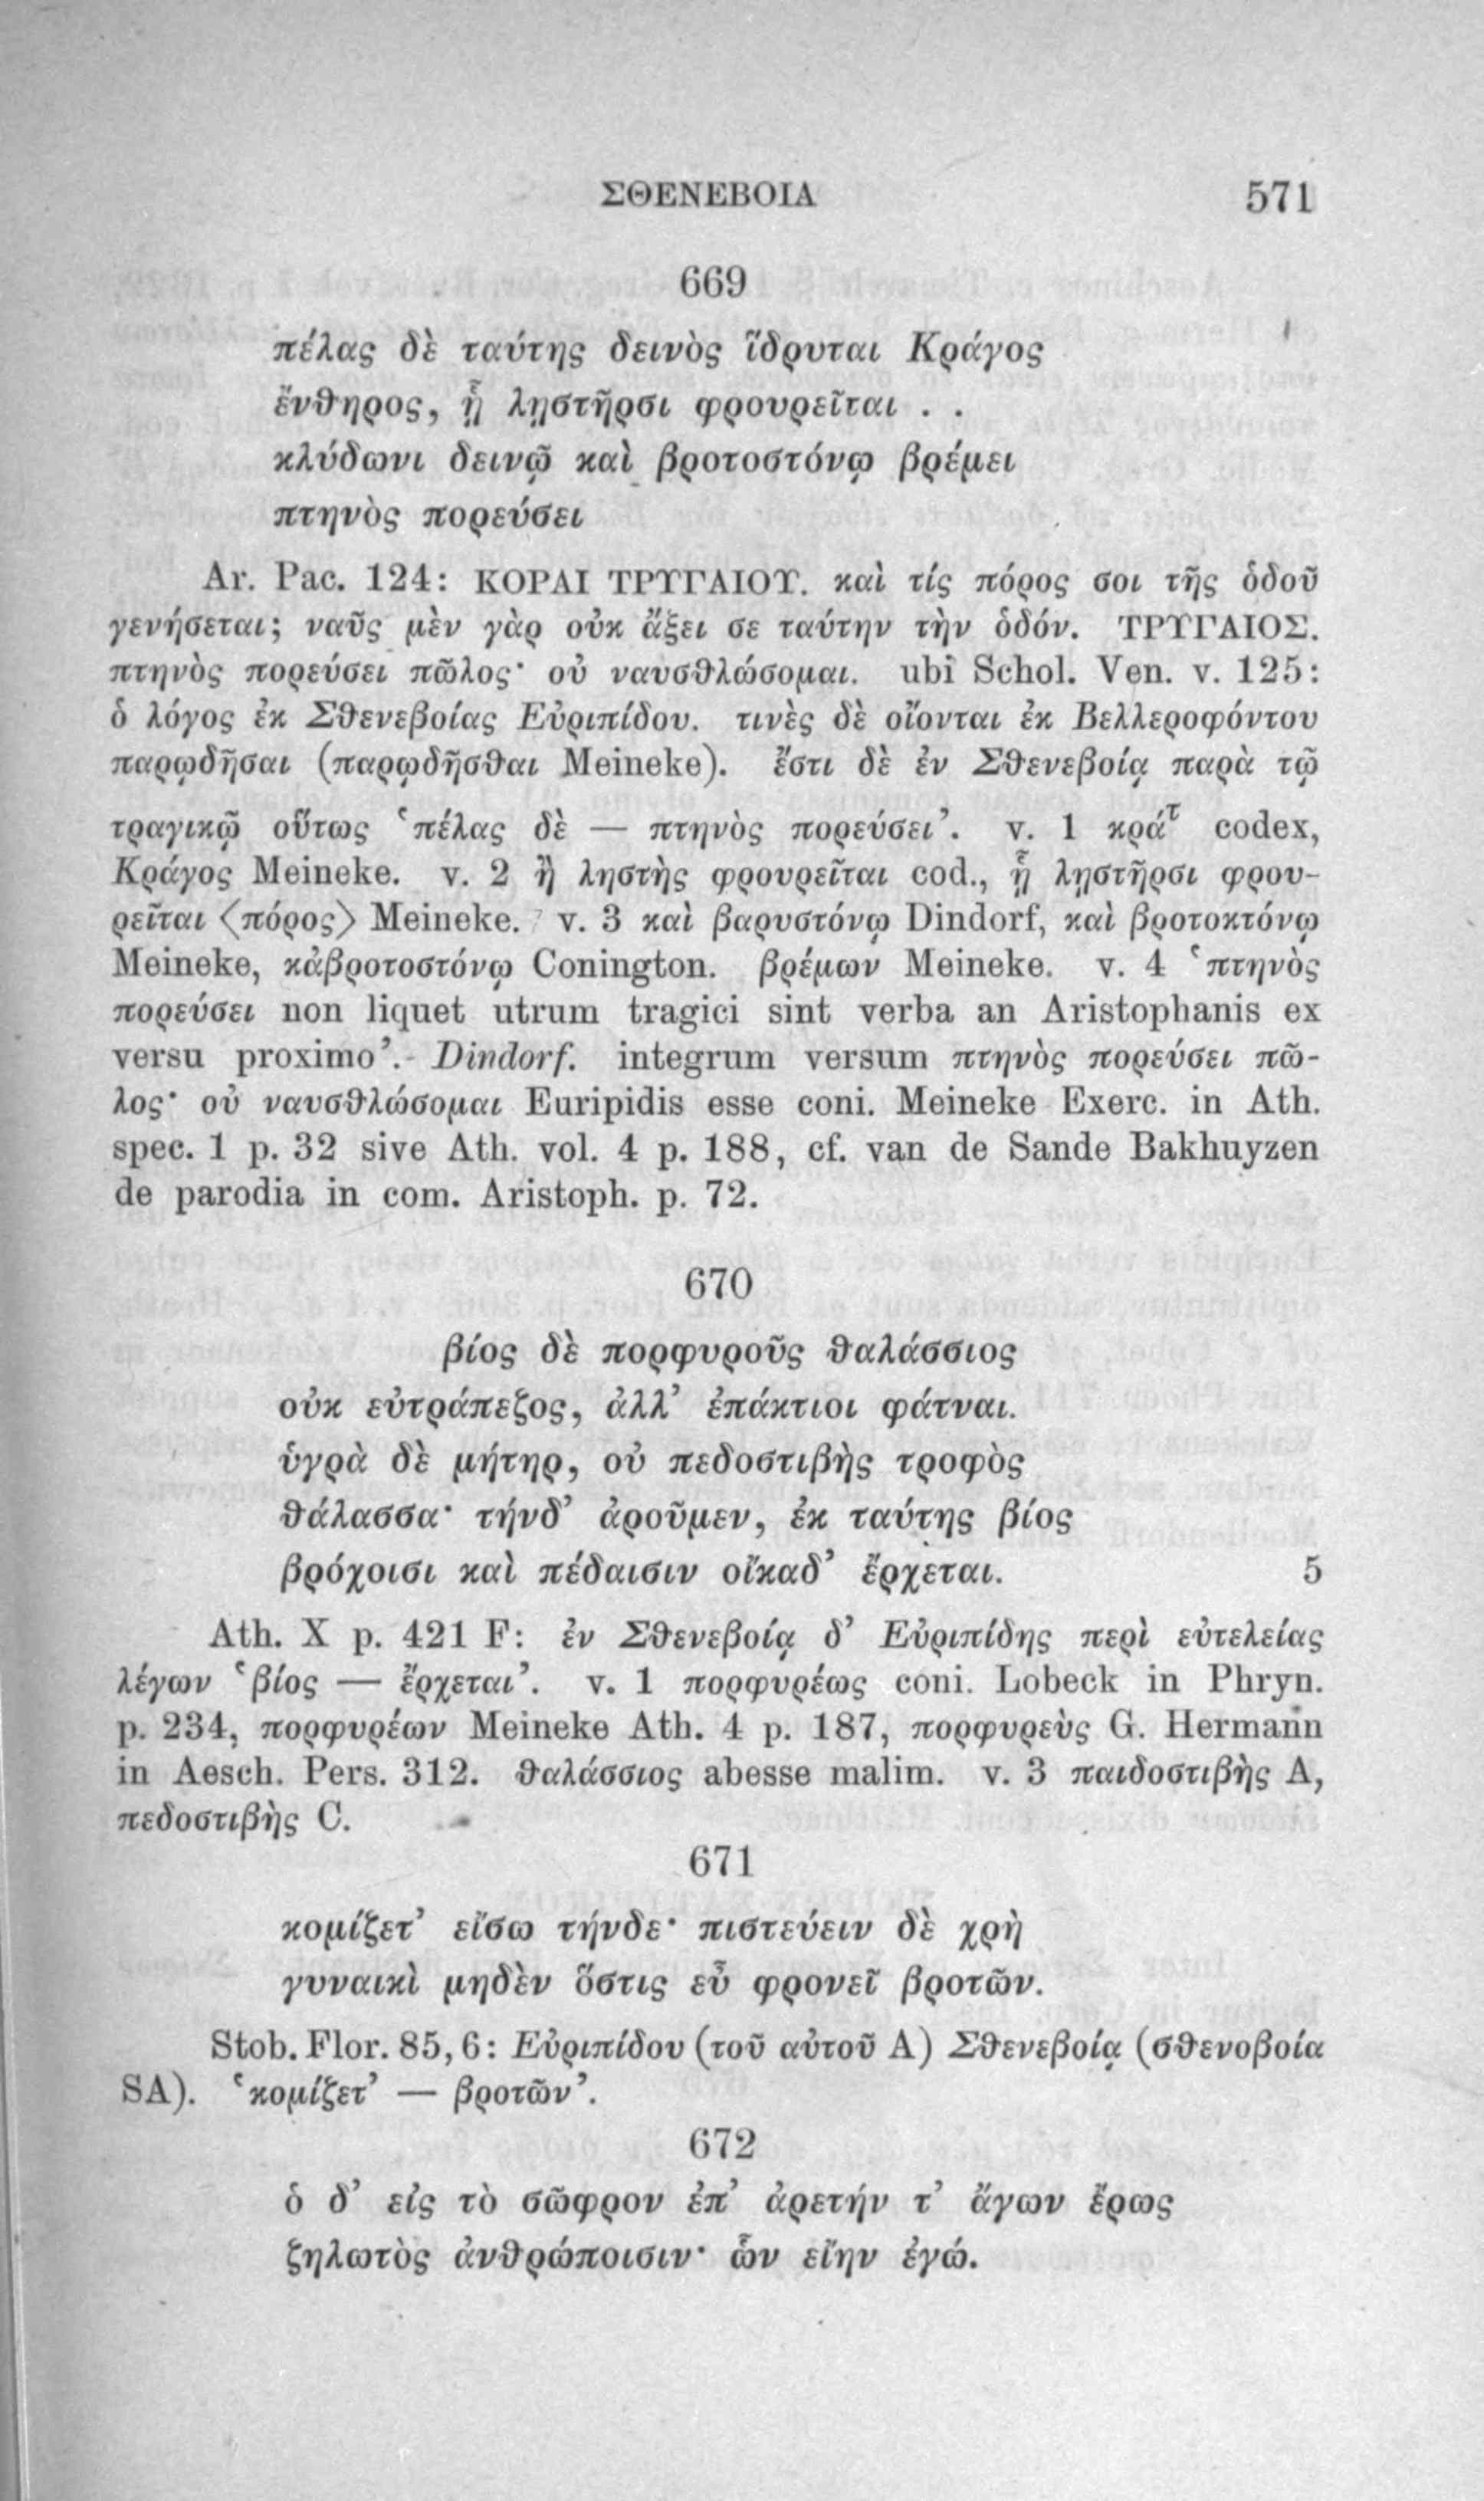 ΣΘΕΝΕΒΟΙΑ 571
669
πέλας δὲ ταύτης δεινὸς ἵδρυται Κράγος
ἔνθηρος, ᾗ λῃστῆρσι φρουρεῖται . .
κλύδωνι δεινῷ καὶ βροτοστόνῳ βρέμει
πτηνὸς πορεύσει
Ar. Pac. 124: ΚΟΡΑΙ ΤΡΥΓΑΙΟΥ. καὶ τίς πόρος σοι τῆς ὁδοῦ
γενήσεται; ναῦς μὲν γὰρ οὐκ ἄξει σε ταύτην τὴν ὁδόν. ΤΡΥΓΑΙΟΣ.
πτηνὸς πορεύσει πῶλος· οὐ ναυσθλώσομαι. ubi Schol. Ven. v. 125:
ὁ λόγος ἐκ Σθενεβοίας Εὐριπίδου. τινὲς δὲ οἴονται ἐκ Βελλεροφόντου
παρῳδῆσαι (παρῳδῆσθαι Meineke). ἔστι δὲ ἐν Σθενεβοίᾳ παρὰ τῷ
τραγικῷ οὕτως ‘πέλας δὲ — πτηνὸς πορεύσει’. v. 1 κράᵀ codex,
Κράγος Meineke. v. 2 ἢ ληστὴς φρουρεῖται cod., ᾗ λῃστῆρσι φρου-
ρεῖται ⟨πόρος⟩ Meineke. v. 3 καὶ βαρυστόνῳ Dindorf, καὶ βροτοκτόνῳ
Meineke, κἀβροτοστόνῳ Conington. βρέμων Meineke. v. 4 ‘πτηνὸς
πορεύσει non liquet utrum tragici sint verba an Aristophanis ex
versu proximo’. Dindorf. integrum versum πτηνὸς πορεύσει πῶ-
λος· οὐ ναυσθλώσομαι Euripidis esse coni. Meineke Exerc. in Ath.
spec. 1 p. 32 sive Ath. vol. 4 p. 188, cf. van de Sande Bakhuyzen
de parodia in com. Aristoph. p. 72.
670
βίος δὲ πορφυροῦς θαλάσσιος
οὐκ εὐτράπεζος, ἀλλ’ ἐπάκτιοι φάτναι.
ὑγρὰ δὲ μήτηρ, οὐ πεδοστιβὴς τροφὸς
θάλασσα· τήνδ’ ἀροῦμεν, ἐκ ταύτης βίος
βρόχοισι καὶ πέδαισιν οἴκαδ’ ἔρχεται. 5
Ath. X p. 421 F: ἐν Σθενεβοίᾳ δ’ Εὐριπίδης περὶ εὐτελείας
λέγων ‘βίος — ἔρχεται’. v. 1 πορφυρέως coni. Lobeck in Phryn.
p. 234, πορφυρέων Meineke Ath. 4 p. 187, πορφυρεὺς G. Hermann
in Aesch. Pers. 312. θαλάσσιος abesse malim. v. 3 παιδοστιβὴς A,
πεδοστιβὴς C.
671
κομίζετ’ εἴσω τήνδε· πιστεύειν δὲ χρὴ
γυναικὶ μηδὲν ὅστις εὖ φρονεῖ βροτῶν.
Stob. Flor. 85, 6: Εὐριπίδου (τοῦ αὐτοῦ A) Σθενεβοίᾳ (σθενοβοία
SA). ‘κομίζετ’ — βροτῶν’.
672
ὁ δ’ εἰς τὸ σῶφρον ἐπ’ ἀρετήν τ’ ἄγων ἔρως
ζηλωτὸς ἀνθρώποισιν· ὧν εἴην ἐγώ.